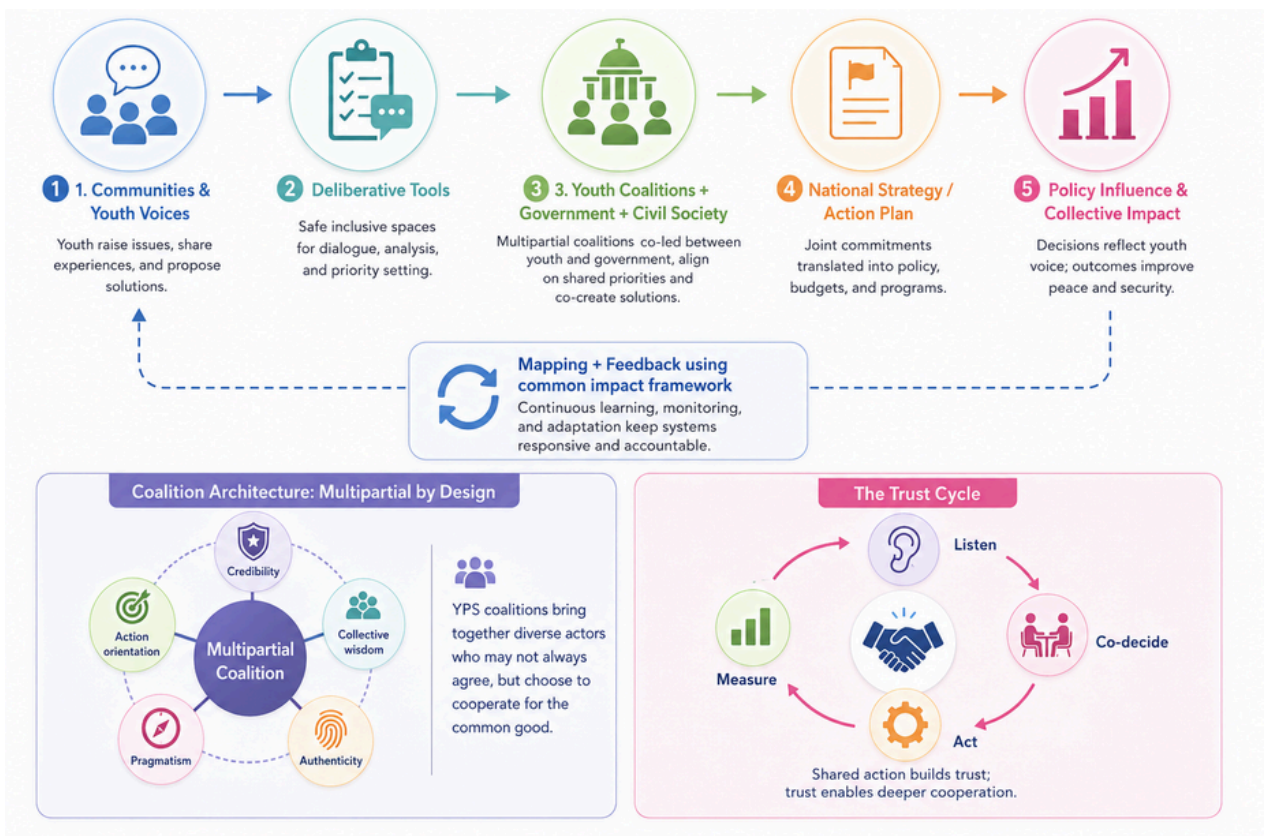 1 1. Communities &
Youth Voices
Youth raise issues, share
experiences, and propose
solutions.
2 Deliberative Tools
Safe inclusive spaces
for dialogue, analysis,
and priority setting.
3 3. Youth Coalitions +
Government + Civil Society
Multipartial coalitions co-led between
youth and government, align
on shared priorities and
co-create solutions.
4 National Strategy /
Action Plan
Joint commitments
translated into policy,
budgets, and programs.
5 Policy Influence &
Collective Impact
Decisions reflect youth
voice; outcomes improve
peace and security.
Mapping + Feedback using
common impact framework
Continuous learning, monitoring,
and adaptation keep systems
responsive and accountable.
Coalition Architecture: Multipartial by Design
Credibility
Action
orientation
Collective
wisdom
Multipartial
Coalition
Pragmatism
Authenticity
YPS coalitions bring
together diverse actors
who may not always
agree, but choose to
cooperate for the
common good.
The Trust Cycle
Listen
Co-decide
Measure
Act
Shared action builds trust;
trust enables deeper cooperation.